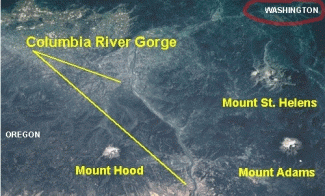 WASHINGTON
Columbia River Gorge
Mount St. Helens
OREGON
Mount Hood
Mount Adams